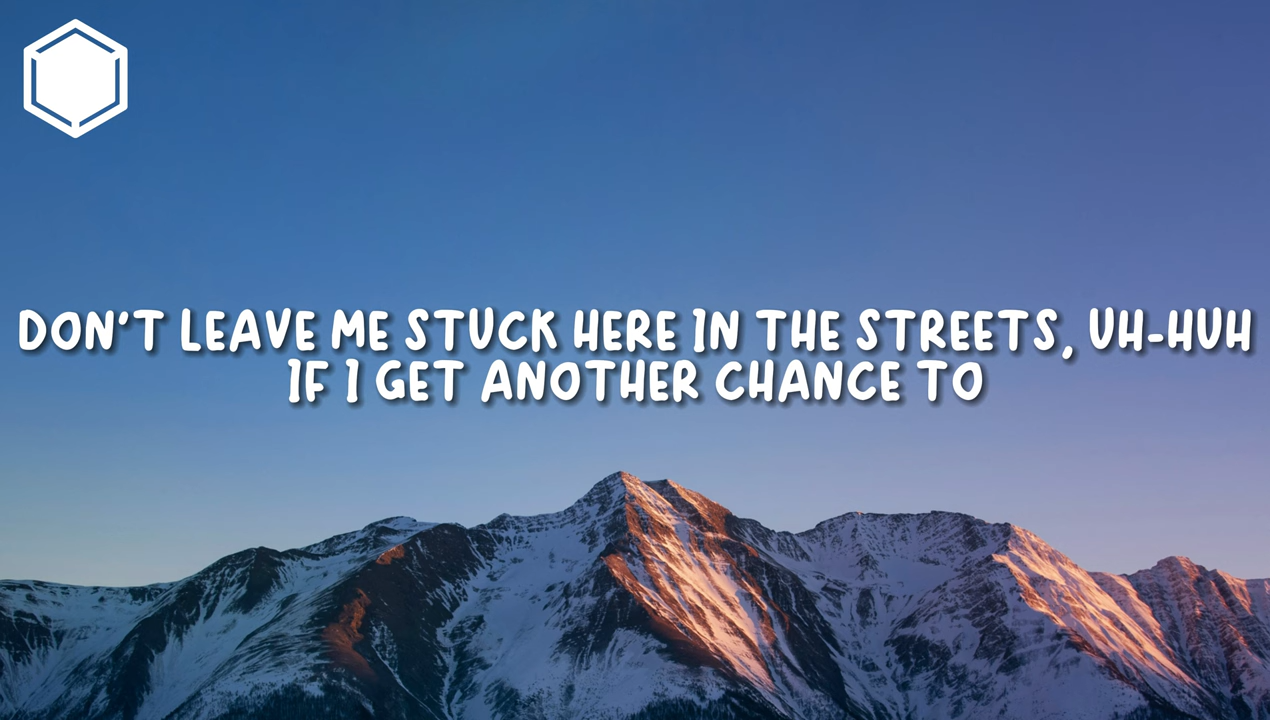 DON'T LEAVE ME STUCK HERE IN THE STREETS, UH-HUH
IF I GET ANOTHER CHANCE TO